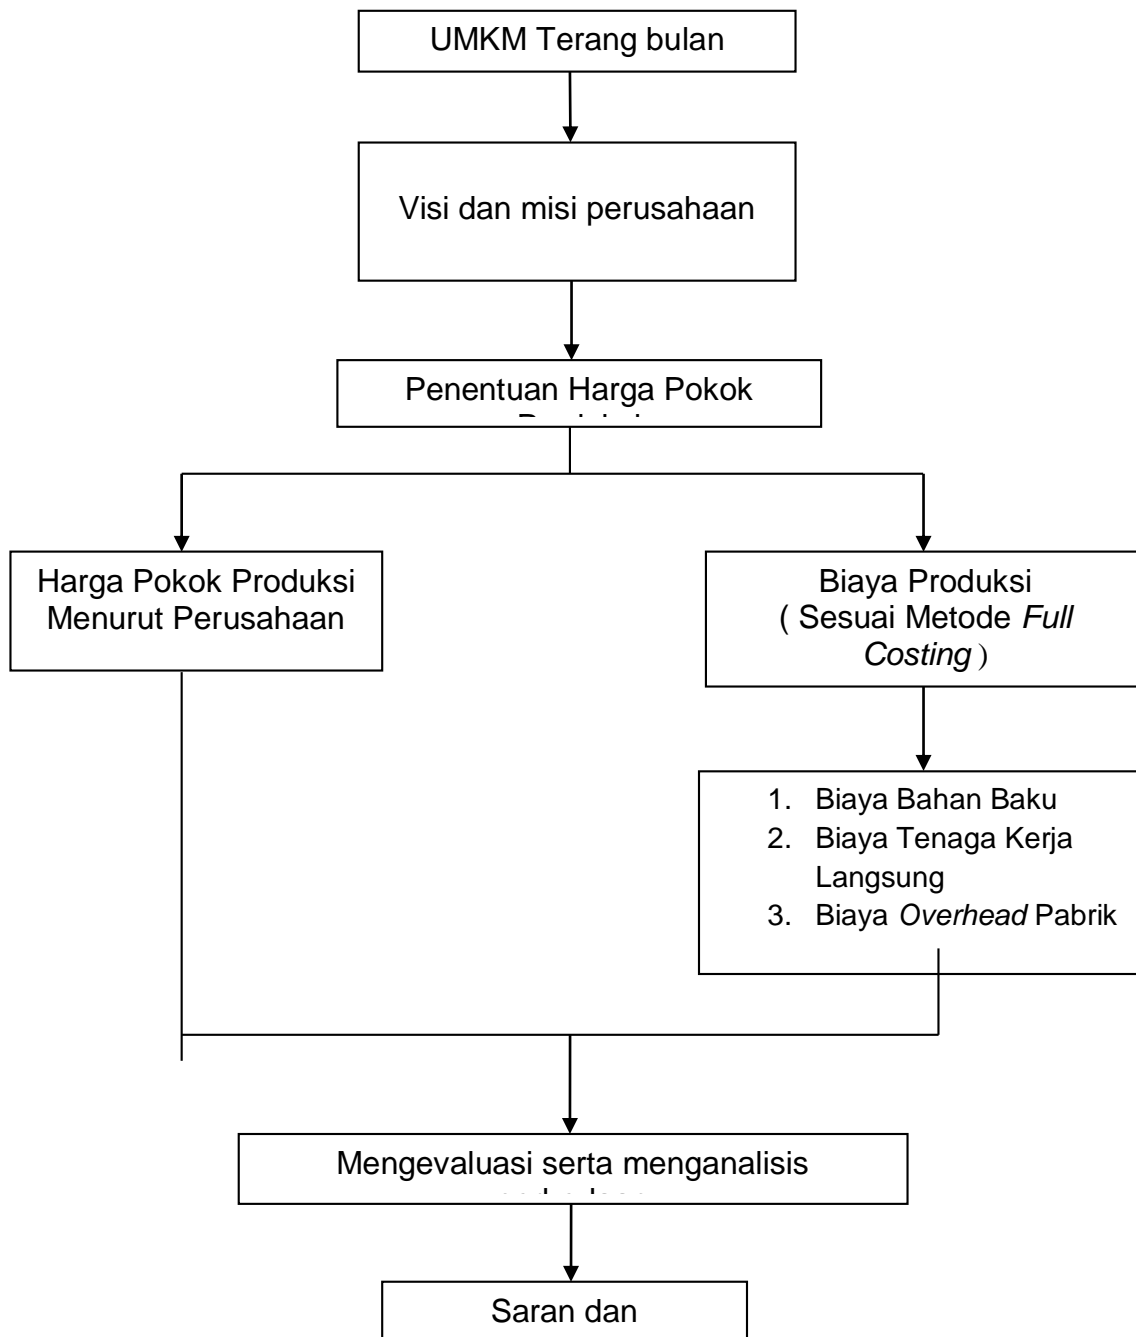 UMKM Terang bulan
Visi dan misi perusahaan
Penentuan Harga Pokok
Harga Pokok Produksi
Menurut Perusahaan
Biaya Produksi
( Sesuai Metode Full
Costing )
1. Biaya Bahan Baku
2. Biaya Tenaga Kerja
Langsung
3. Biaya Overhead Pabrik
Mengevaluasi serta menganalisis
Saran dan